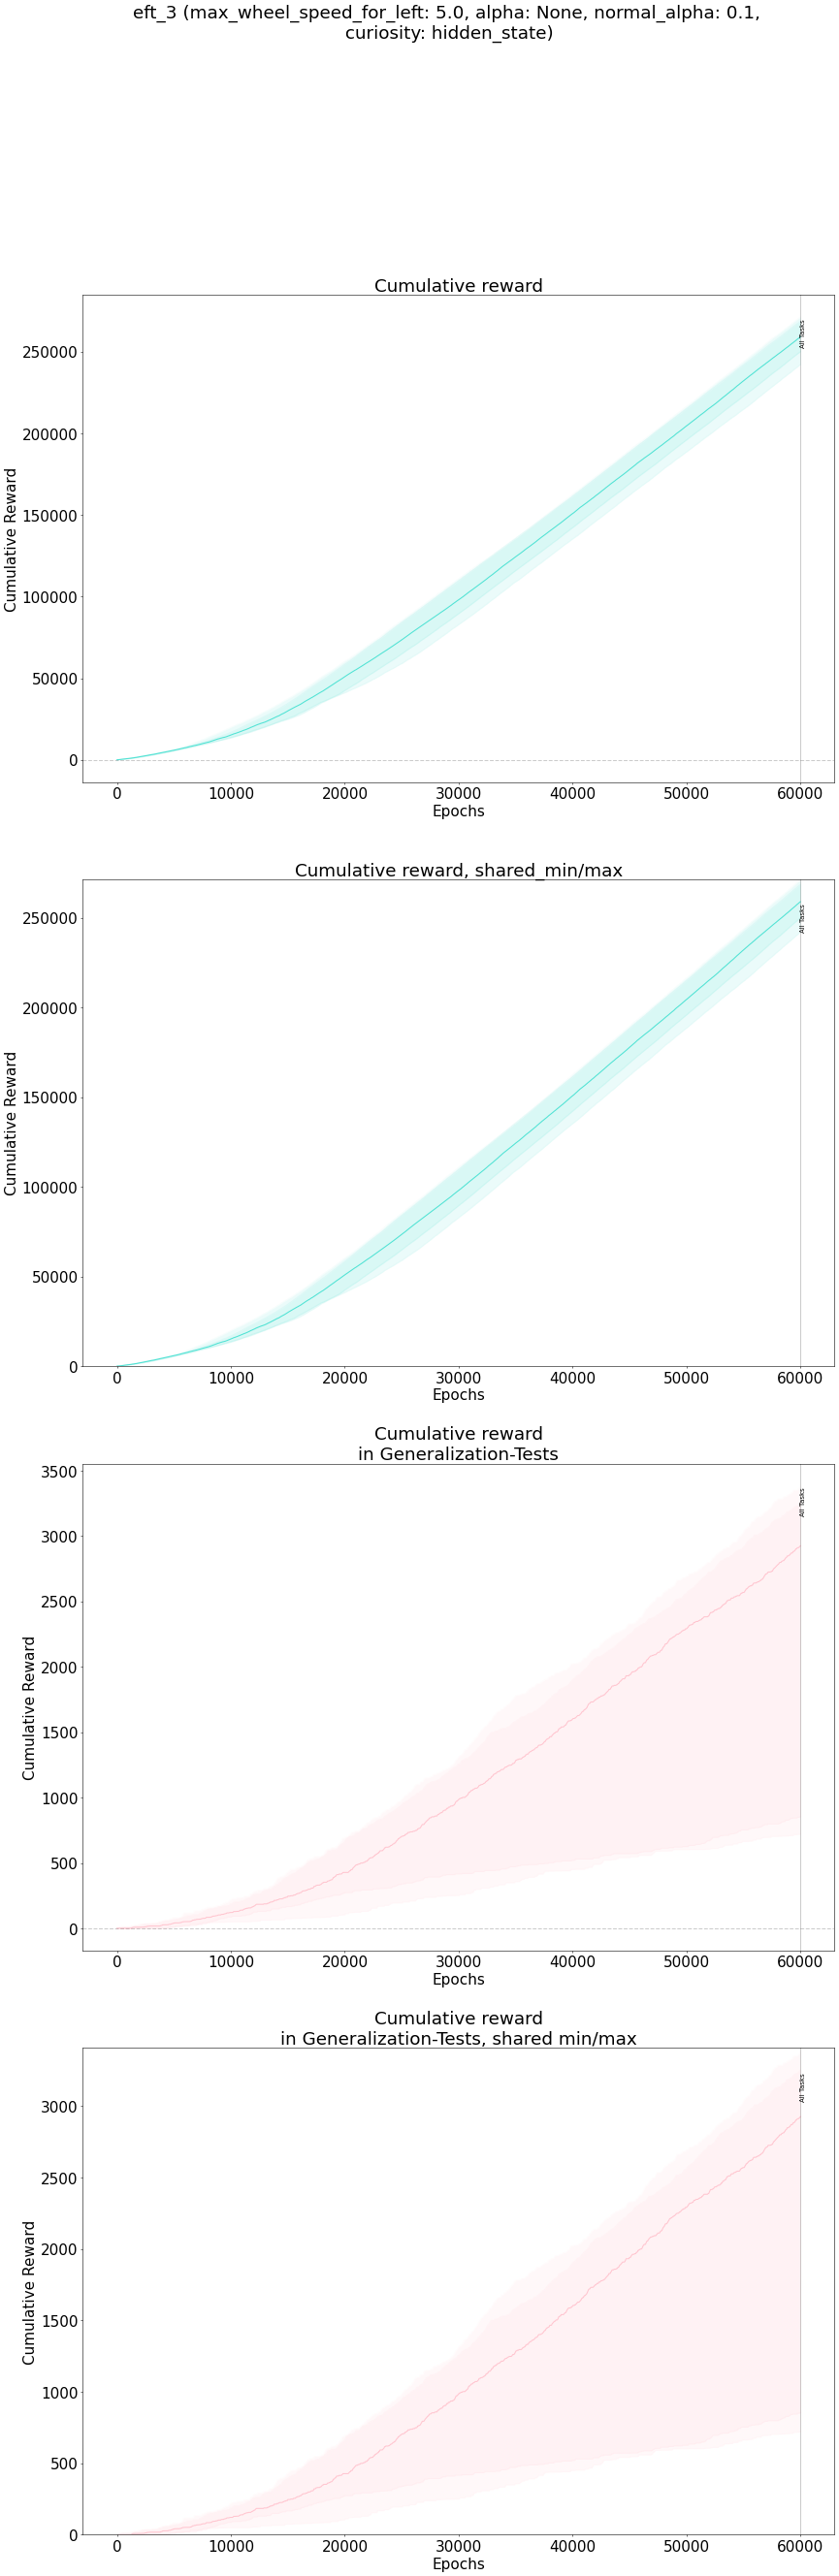 eft_3 (max_wheel_speed_for_left: 5.0, alpha: None, normal_alpha: 0.1,
curiosity: hidden_state)
Cumulative reward
250000
200000
150000
100000
50000
0
Cumulative Reward
All Tasks
0 10000 20000 30000 40000 50000 60000
Epochs
Cumulative reward, shared_min/max
250000
200000
150000
100000
50000
0
Cumulative Reward
All Tasks
0 10000 20000 30000 40000 50000 60000
Epochs
Cumulative reward
in Generalization-Tests
3500
3000
2500
2000
1500
1000
500
0
Cumulative Reward
All Tasks
0 10000 20000 30000 40000 50000 60000
Epochs
Cumulative reward
in Generalization-Tests, shared min/max
3000
2500
2000
1500
1000
500
0
Cumulative Reward
All Tasks
0 10000 20000 30000 40000 50000 60000
Epochs